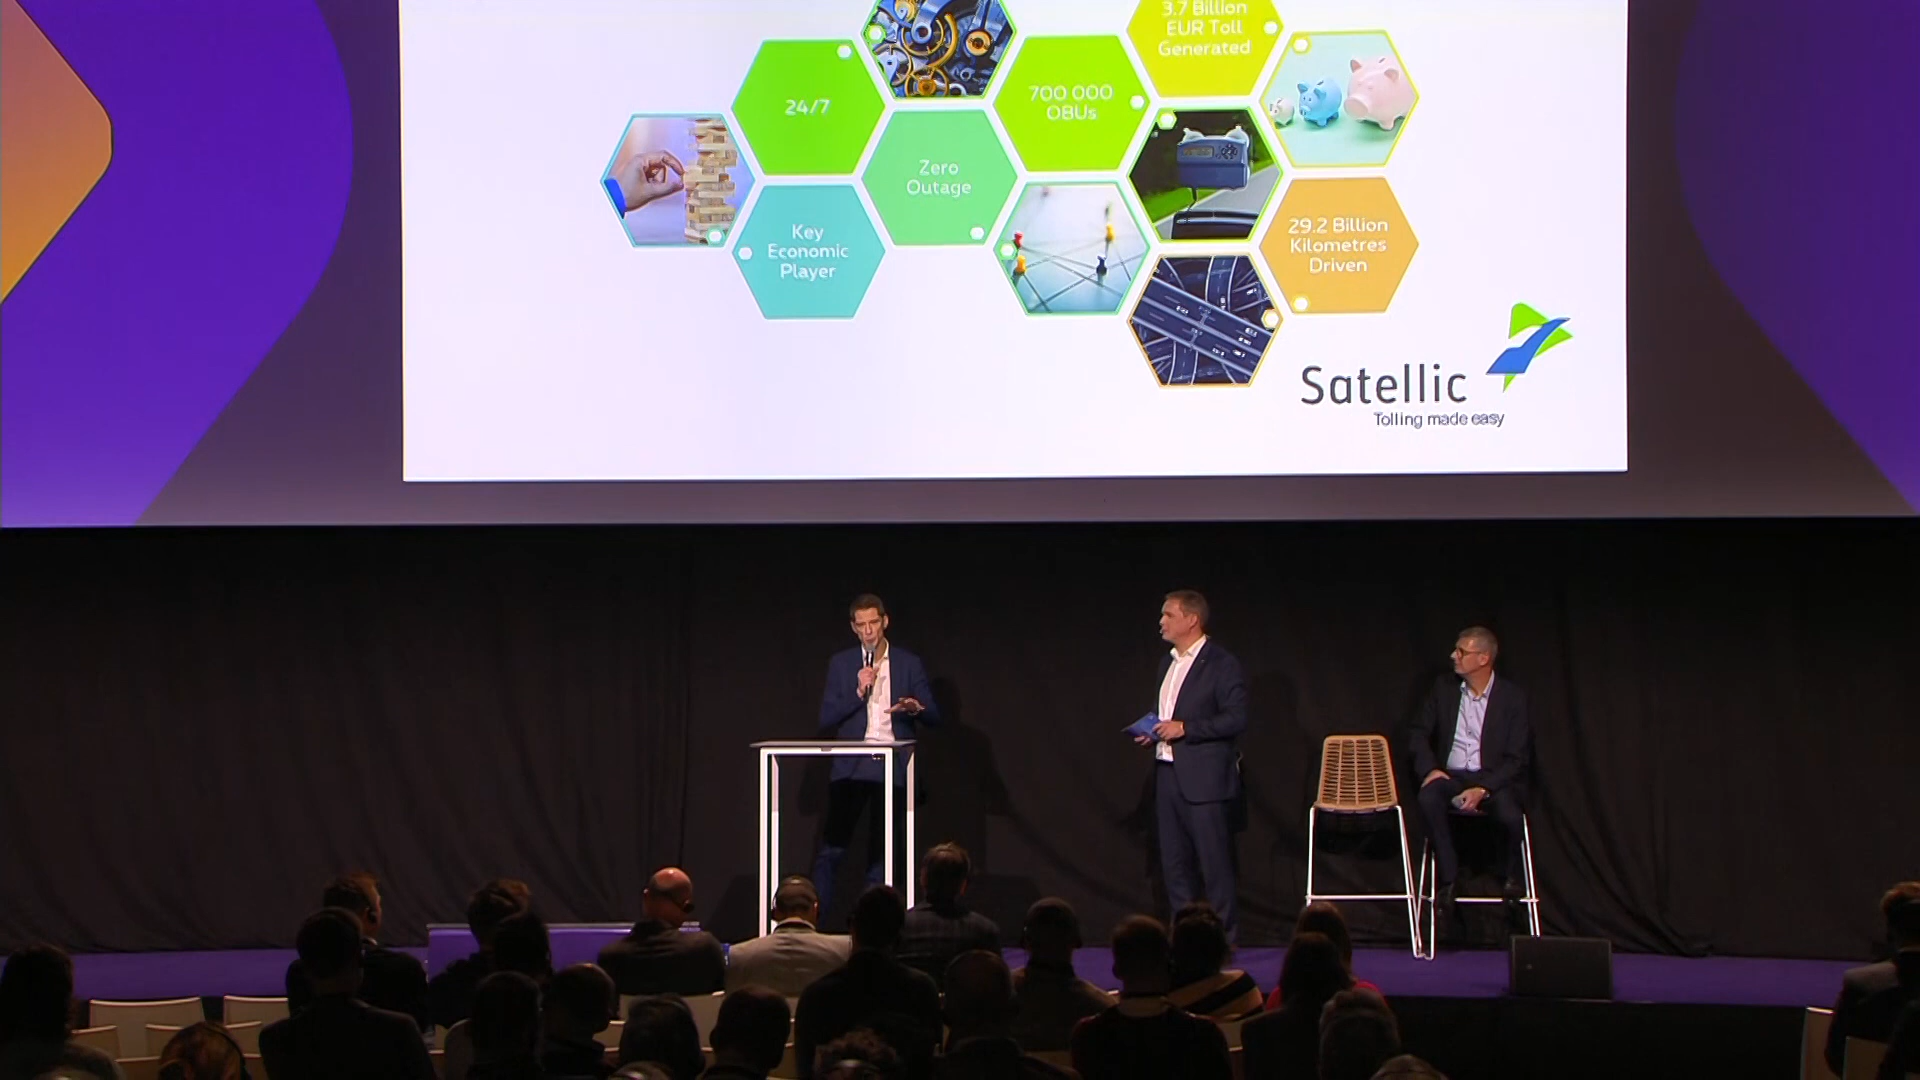 3.7 Billion
EUR Toll
Generated
24/7
700 000
OBUs
Zero
Outage
Key
Economic
Player
29.2 Billion
Kilometres
Driven
Satellic
Tolling made easy